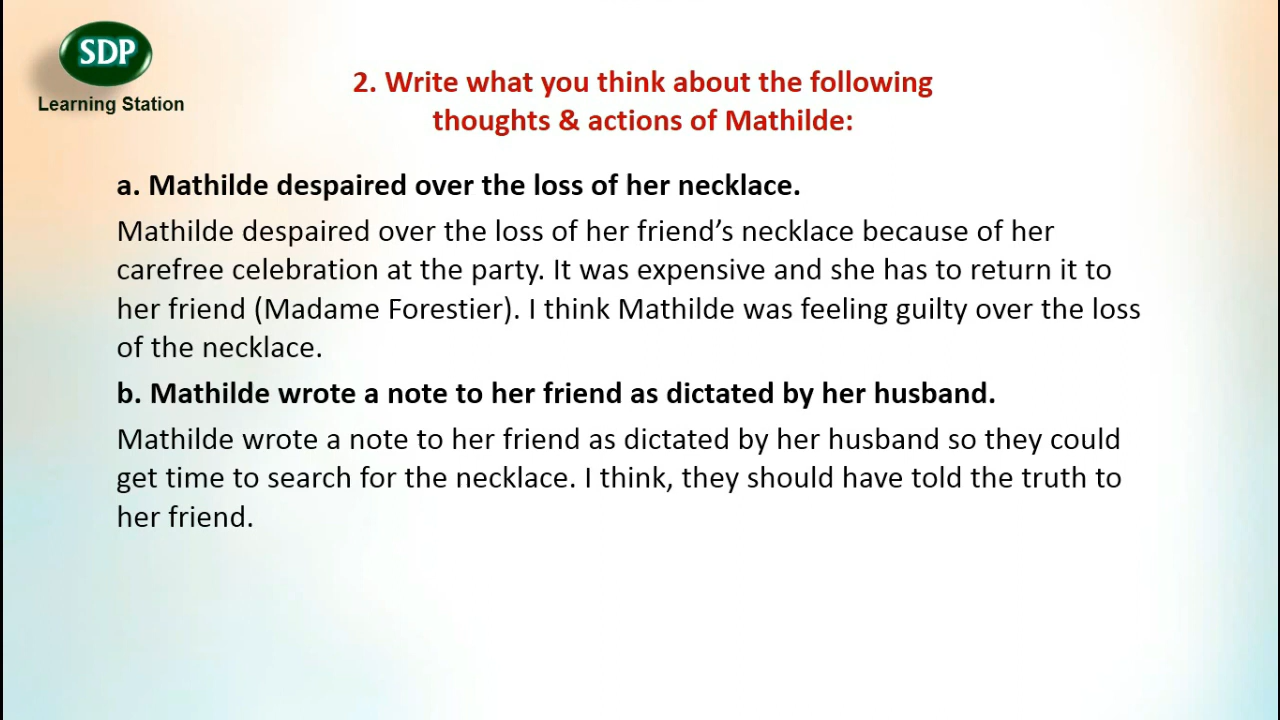 SDP
Learning Station
2. Write what you think about the following
thoughts & actions of Mathilde:
a. Mathilde despaired over the loss of her necklace.
Mathilde despaired over the loss of her friend’s necklace because of her
carefree celebration at the party. It was expensive and she has to return it to
her friend (Madame Forestier). I think Mathilde was feeling guilty over the loss
of the necklace.
b. Mathilde wrote a note to her friend as dictated by her husband.
Mathilde wrote a note to her friend as dictated by her husband so they could
get time to search for the necklace. I think, they should have told the truth to
her friend.